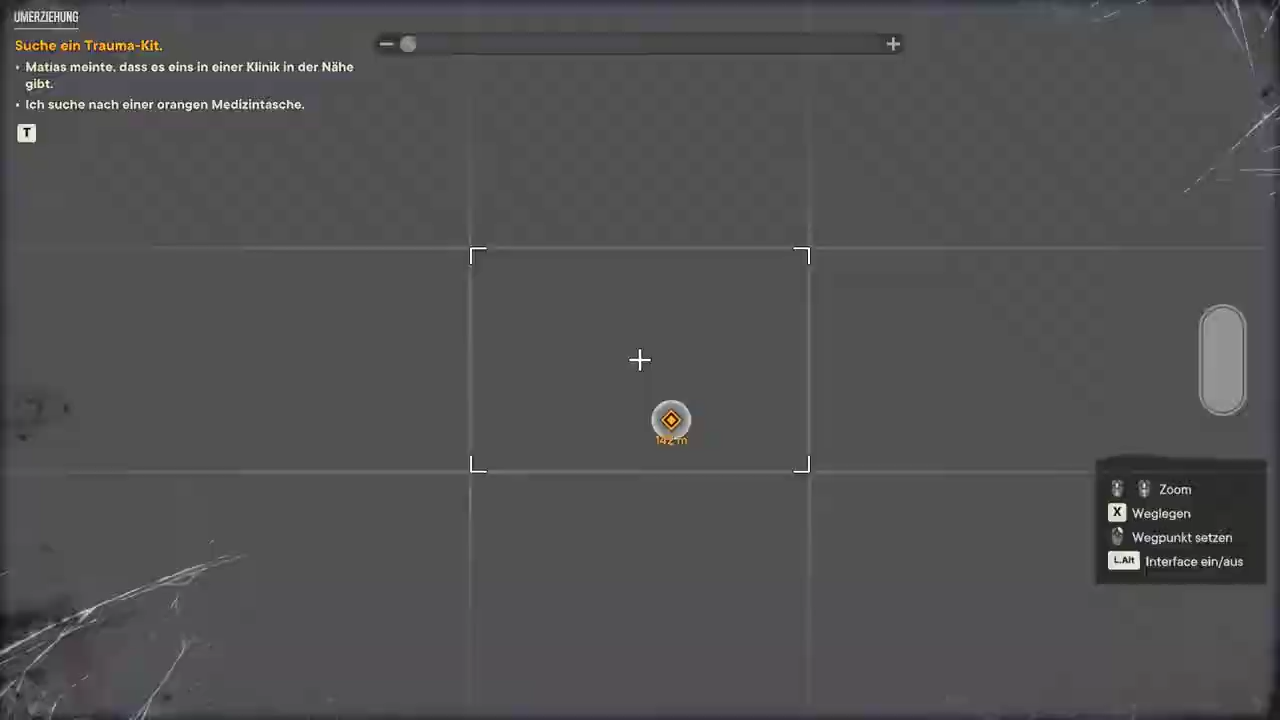 UMERZIEHUNG
Suche ein Trauma-Kit.
• Matias meinte, dass es eins in einer Klinik in der Nähe
gibt.
• Ich suche nach einer orangen Medizintasche.
T
142 m
Zoom
X Weglegen
Wegpunkt setzen
L.Alt Interface ein/aus